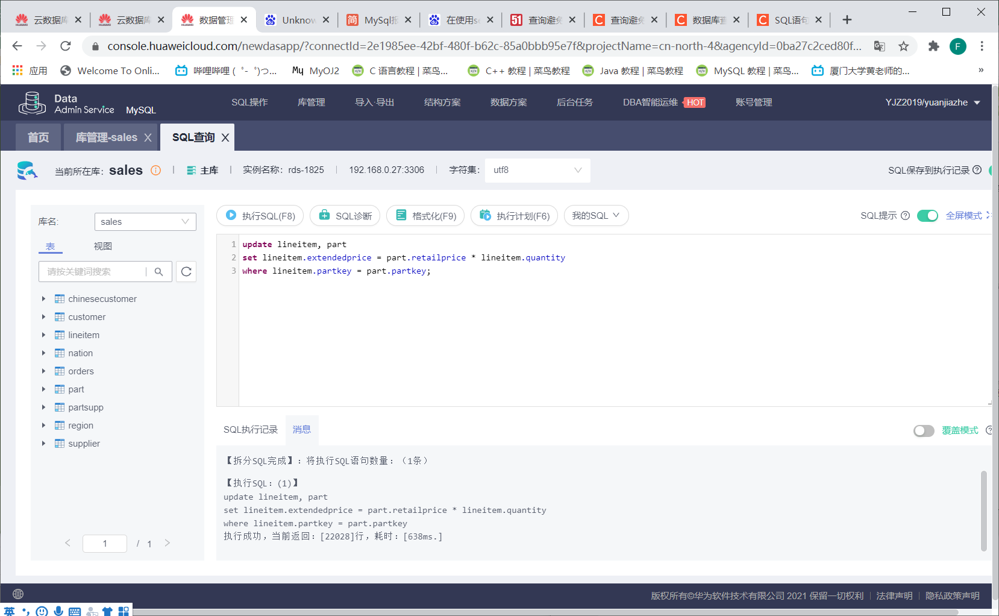 云数据库
云数据库
数据管理
Unknow
MySql报
在使用se
51 查询避免
查询避免
数据库查
SQL语句
console.huaweicloud.com/newdasapp/?connectId=2e1985ee-42bf-480f-b62c-85a0bbb95e7f&projectName=cn-north-4&agencyId=0ba27c2ced80f...
F
应用
Welcome To Onli...
哔哩哔哩 ( ゜- ゜)つ...
My MyOJ2
C 语言教程 | 菜鸟...
C++ 教程 | 菜鸟教程
Java 教程 | 菜鸟教程
MySQL 教程 | 菜鸟...
厦门大学黄老师的...
»
Data
Admin Service MySQL
SQL操作
库管理
导入·导出
结构方案
数据方案
后台任务
DBA智能运维 HOT
账号管理
YJZ2019/yuanjiazhe
首页
库管理-sales
SQL查询
当前所在库: sales
主库
实例名称: rds-1825
192.168.0.27:3306
字符集: utf8
SQL保存到执行记录
库名: sales
表
视图
请按关键词搜索
chinesecustomer
customer
lineitem
nation
orders
part
partsupp
region
supplier
1 / 1
执行SQL(F8)
SQL诊断
格式化(F9)
执行计划(F6)
我的SQL
SQL提示
全屏模式
1 update lineitem, part
2 set lineitem.extendedprice = part.retailprice * lineitem.quantity
3 where lineitem.partkey = part.partkey;
SQL执行记录
消息
覆盖模式
【拆分SQL完成】：将执行SQL语句数量：（1条）
【执行SQL：(1)】
update lineitem, part
set lineitem.extendedprice = part.retailprice * lineitem.quantity
where lineitem.partkey = part.partkey
执行成功，当前返回：[22028]行，耗时：[638ms.]
版权所有©华为软件技术有限公司 2021 保留一切权利
法律声明
隐私政策声明
英